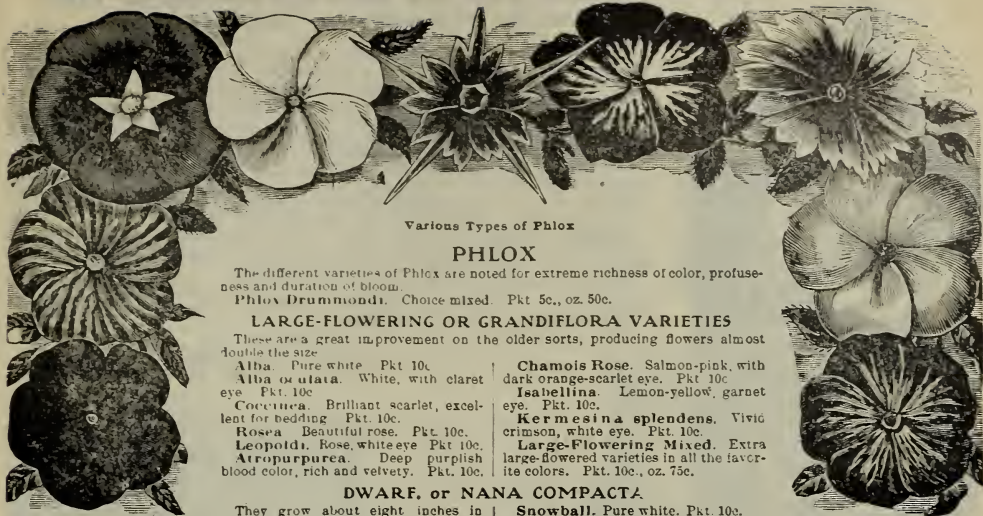 Various Types of Phlox
PHLOX
The different varieties of Phlox are noted for extreme richness of color, profuse-
ness and duration of bloom.
Phlox Drummondi. Choice mixed. Pkt 5c., oz. 50c.
LARGE-FLOWERING OR GRANDIFLORA VARIETIES
These are a great improvement on the older sorts, producing flowers almost
double the size
Alba. Pure white Pkt 10c
Alba oculata. White, with claret
eye Pkt. 10c
Coccinea. Brilliant scarlet, excel-
lent for bedding Pkt. 10c.
Rosea Beautiful rose. Pkt. 10c.
Leopoldi. Rose, white eye Pkt 10c.
Atropurpurea. Deep purplish
blood color, rich and velvety. Pkt. 10c.
Chamois Rose. Salmon-pink, with
dark orange-scarlet eye. Pkt 10c
Isabellina. Lemon-yellow, garnet
eye. Pkt. 10c.
Kermesina splendens. Vivid
crimson, white eye. Pkt. 10c.
Large-Flowering Mixed. Extra
large-flowered varieties in all the favor-
ite colors. Pkt. 10c., oz. 75c.
DWARF, or NANA COMPACTA
They grow about eight inches in
Snowball. Pure white. Pkt. 10c.